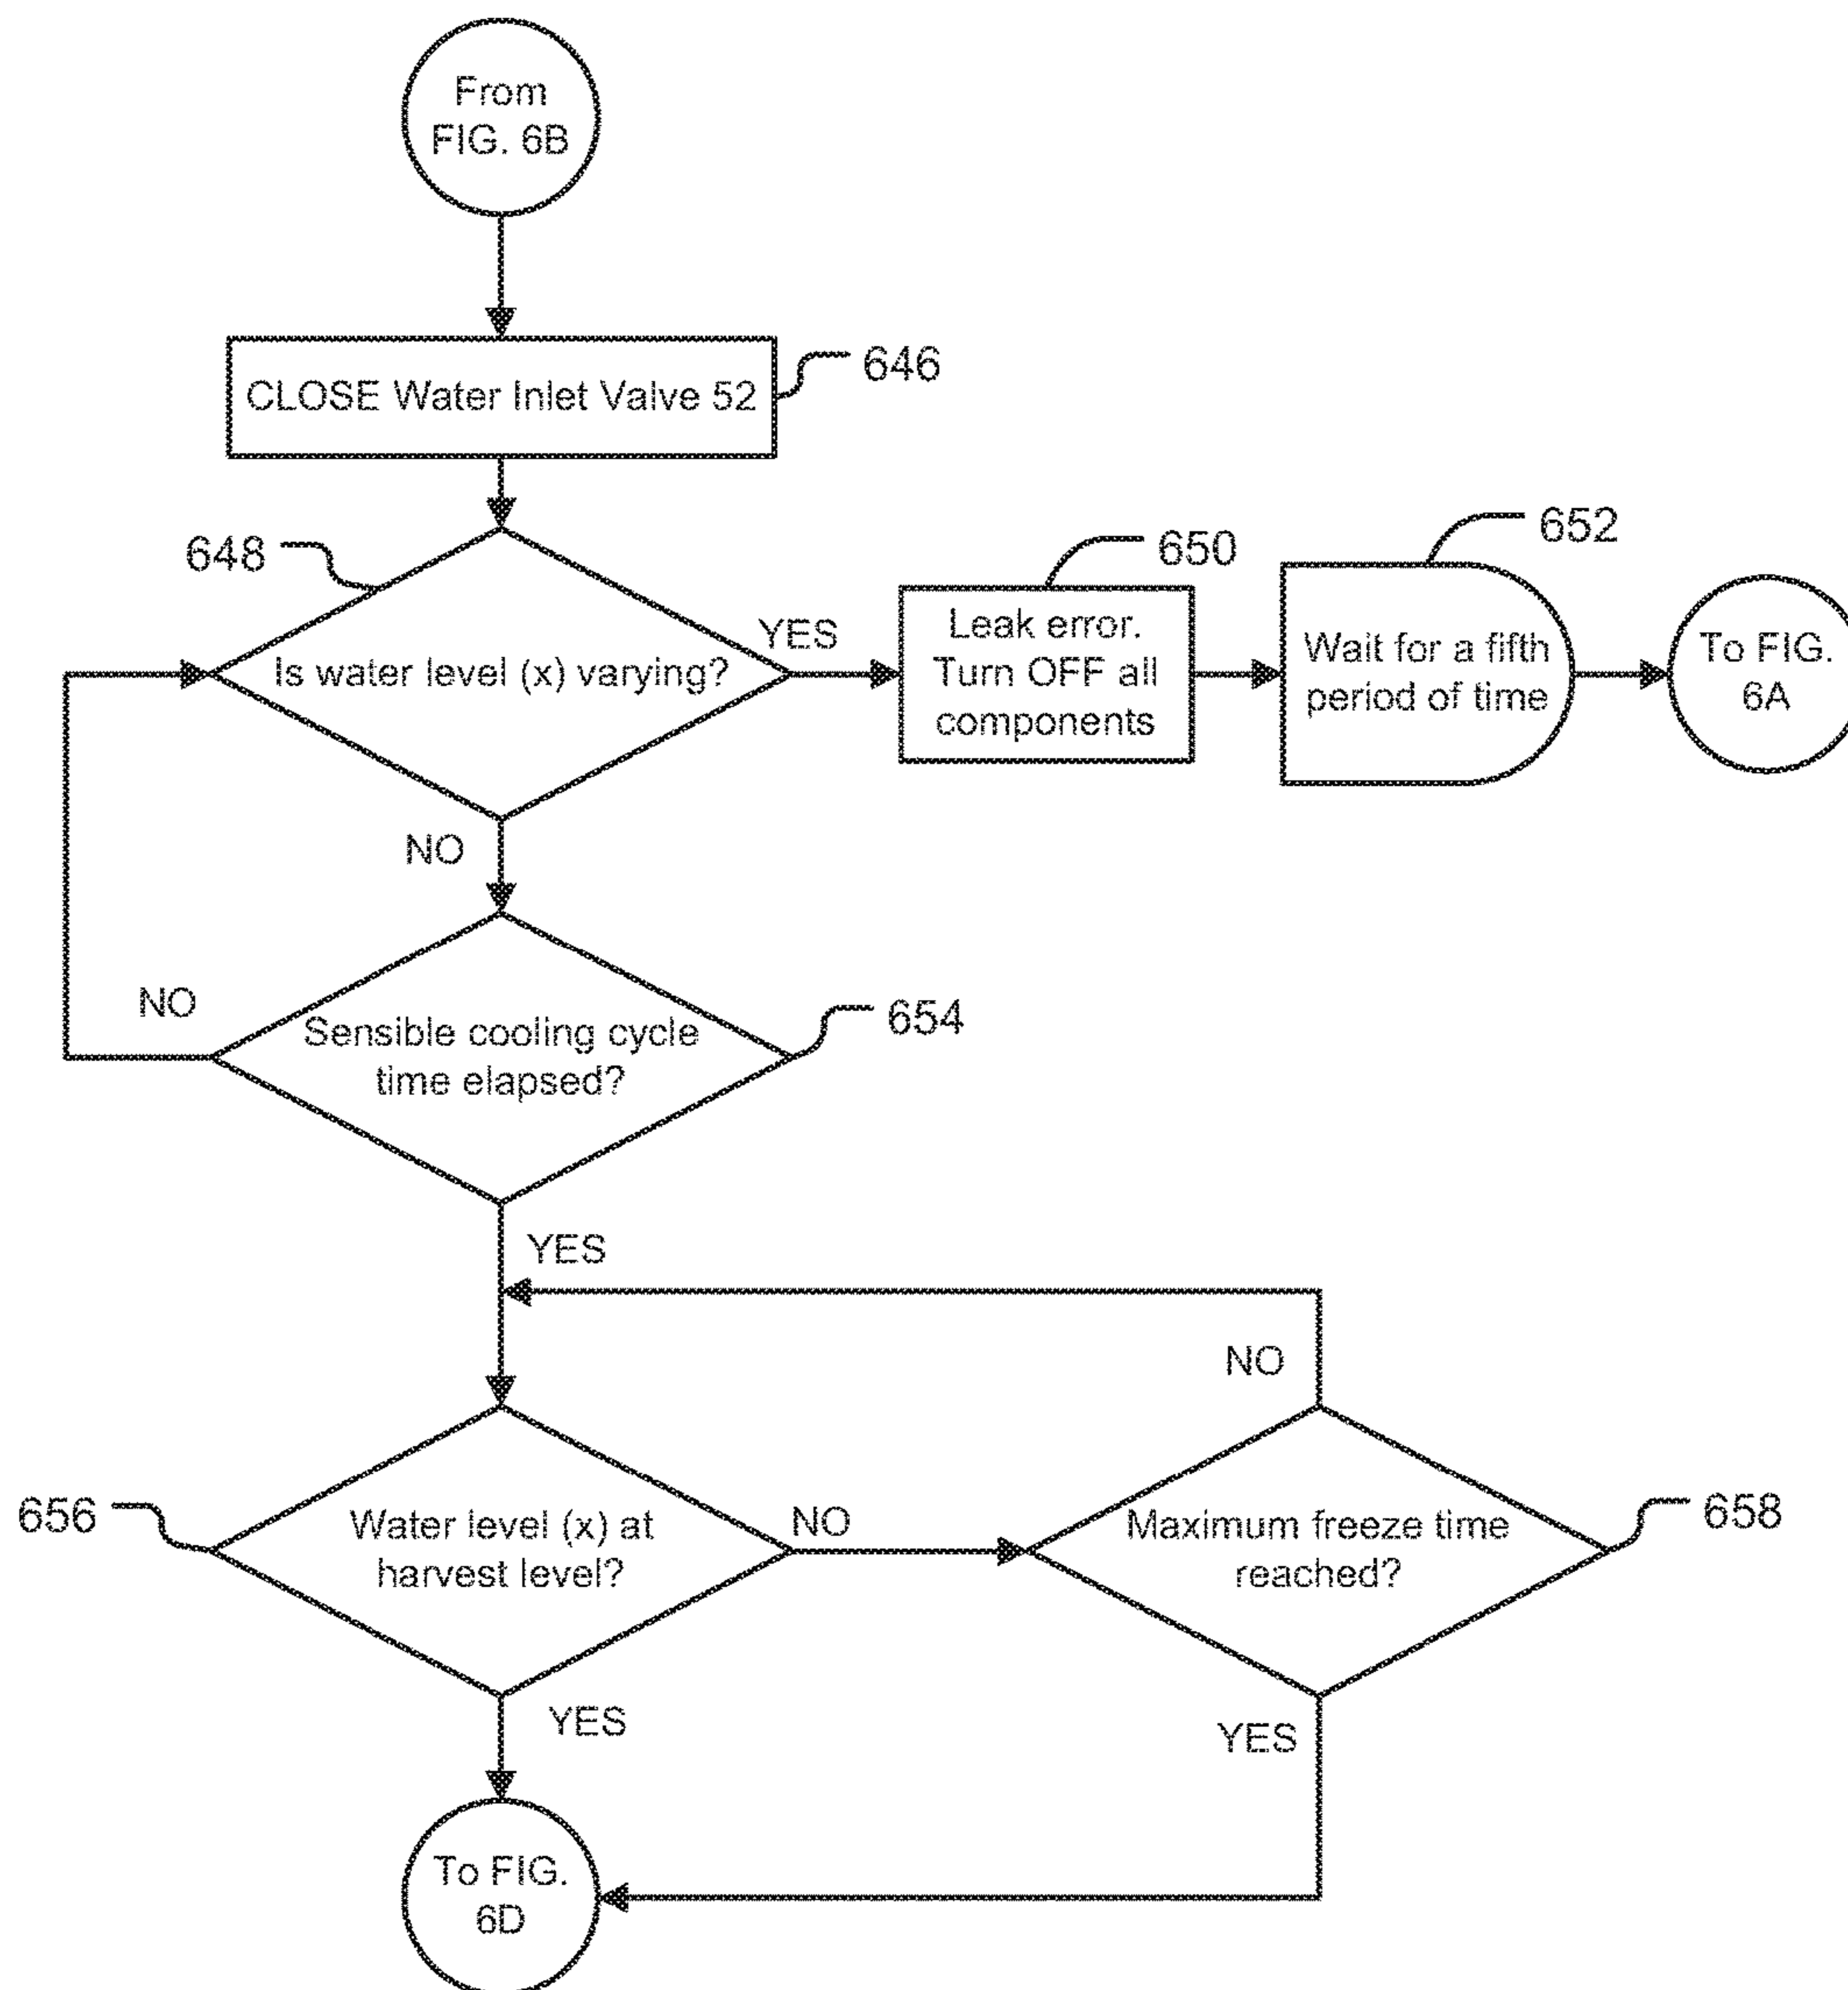 From
FIG. 6B
CLOSE Water Inlet Valve 52
646
648
Is water level (x) varying?
YES
650
Leak error.
Turn OFF all
components
652
Wait for a fifth
period of time
To FIG.
6A
NO
NO
Sensible cooling cycle
time elapsed?
654
YES
NO
656
Water level (x) at
harvest level?
NO
Maximum freeze time
reached?
658
YES
YES
To FIG.
6D